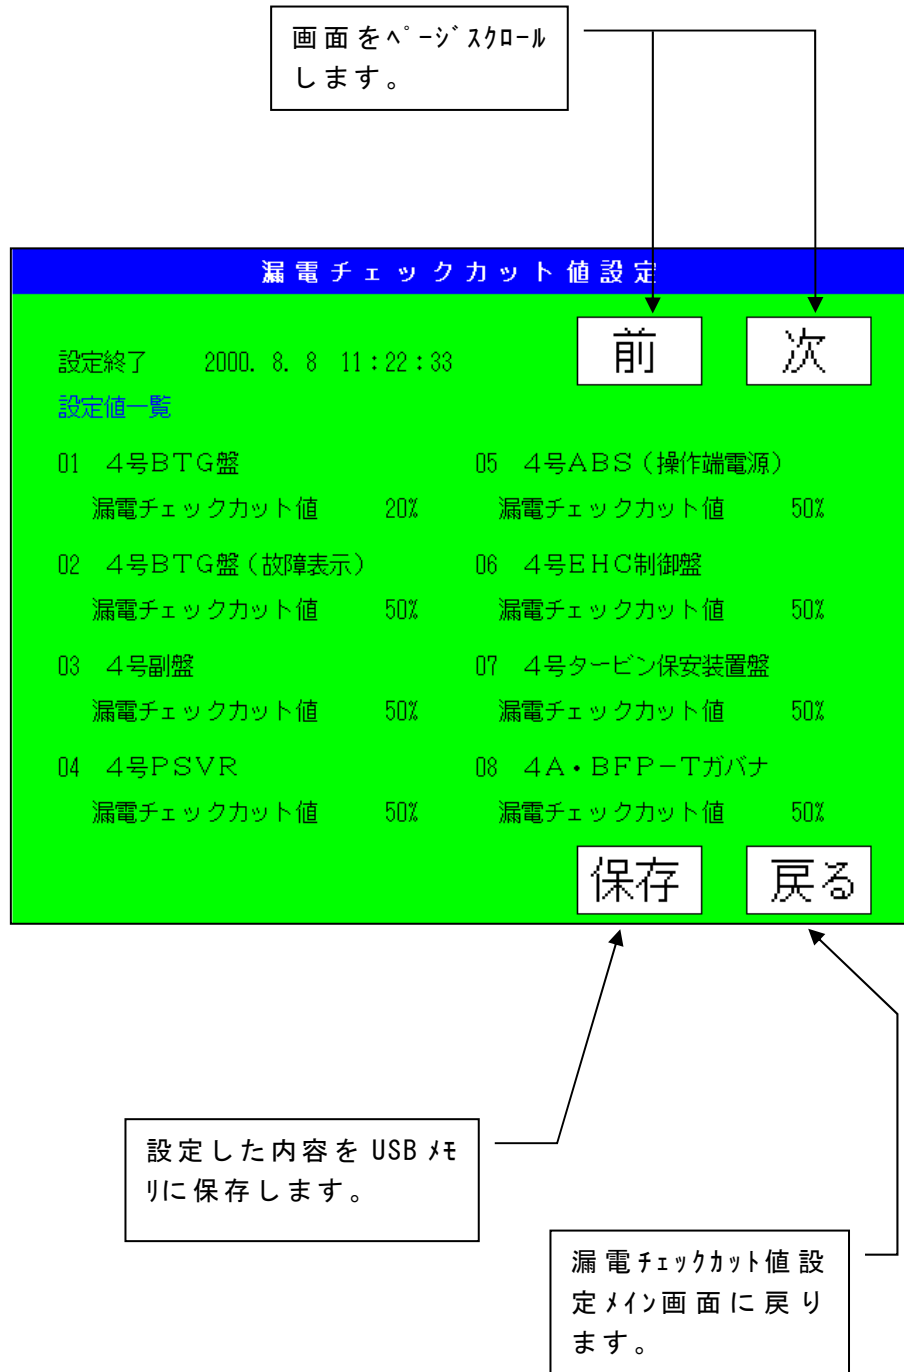 画面をﾍﾟｰｼﾞｽｸﾛｰﾙ
します。
漏電チェックカット値設定
前
次
設定終了 2000. 8. 8 11:22:33
設定値一覧
01 ４号ＢＴＧ盤
漏電チェックカット値 20%
02 ４号ＢＴＧ盤（故障表示）
漏電チェックカット値 50%
03 ４号副盤
漏電チェックカット値 50%
04 ４号ＰＳＶＲ
漏電チェックカット値 50%
05 ４号ＡＢＳ（操作端電源）
漏電チェックカット値 50%
06 ４号ＥＨＣ制御盤
漏電チェックカット値 50%
07 ４号タービン保安装置盤
漏電チェックカット値 50%
08 ４Ａ・ＢＦＰ－Ｔガバナ
漏電チェックカット値 50%
保存
戻る
設定した内容を USB ﾒﾓ
ﾘに保存します。
漏電ﾁｪｯｸｶｯﾄ値設
定ﾒｲﾝ画面に戻り
ます。